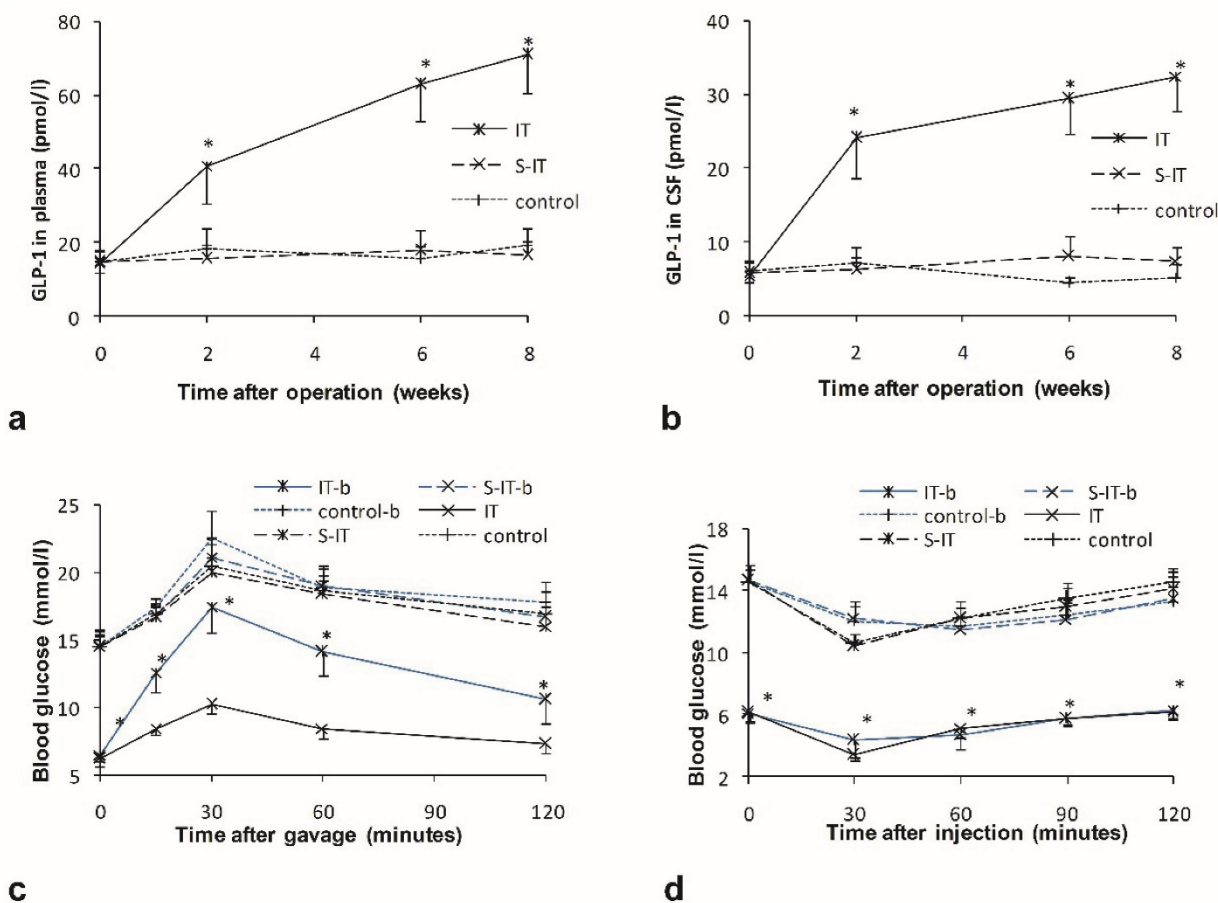 80
60
40
20
0
GLP-1 in plasma (pmol/l)
*
*
*
IT
S-IT
control
0 2 6 8
Time after operation (weeks)
a
40
30
20
10
0
GLP-1 in CSF (pmol/l)
*
*
*
IT
S-IT
control
0 2 6 8
Time after operation (weeks)
b
IT-b S-IT-b
control-b IT
S-IT control
25
20
15
10
5
Blood glucose (mmol/l)
*
*
*
*
*
0 30 60 90 120
Time after gavage (minutes)
c
IT-b S-IT-b
control-b IT
S-IT control
18
14
10
6
2
Blood glucose (mmol/l)
* * * * *
0 30 60 90 120
Time after injection (minutes)
d